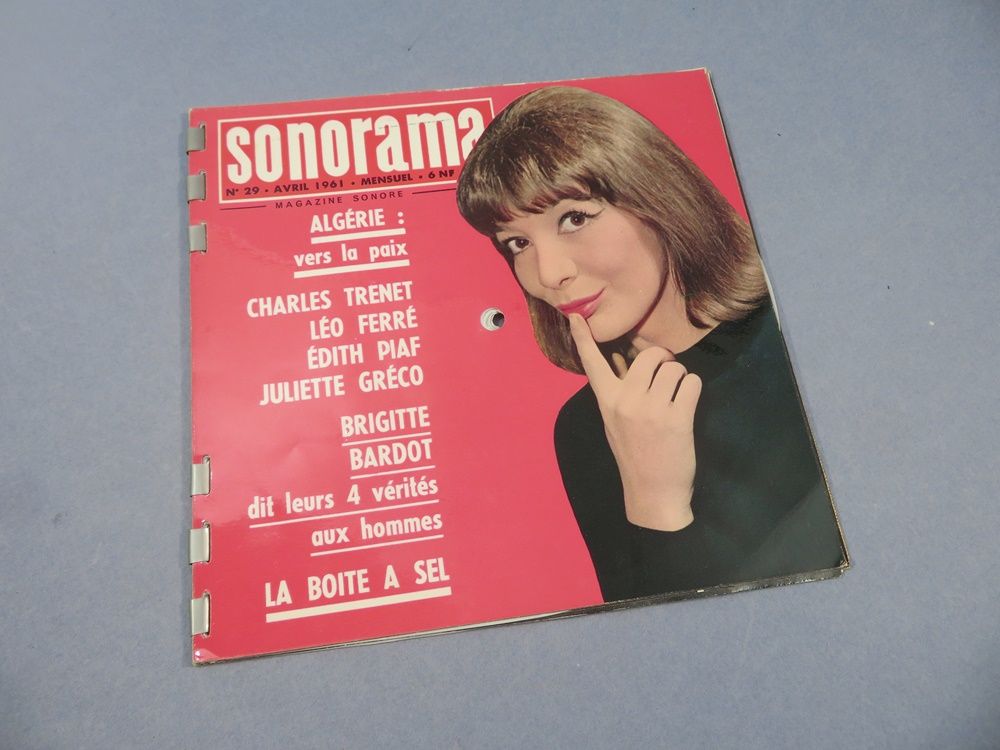 sonorama
N° 29 • AVRIL 1961 • MENSUEL • 6 NF
MAGAZINE SONORE
ALGÉRIE :
vers la paix
CHARLES TRENET
LÉO FERRÉ
ÉDITH PIAF
JULIETTE GRÉCO
BRIGITTE
BARDOT
dit leurs 4 vérités
aux hommes
LA BOITE A SEL